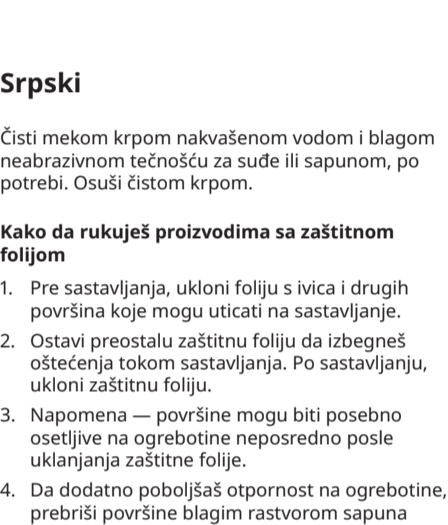 Srpski
Čisti mekom krpom nakvašenom vodom i blagom
neabrazivnom tečnošću za suđe ili sapunom, po
potrebi. Osuši čistom krpom.
Kako da rukuješ proizvodima sa zaštitnom
folijom
1. Pre sastavljanja, ukloni foliju s ivica i drugih
površina koje mogu uticati na sastavljanje.
2. Ostavi preostalu zaštitnu foliju da izbegneš
oštećenja tokom sastavljanja. Po sastavljanju,
ukloni zaštitnu foliju.
3. Napomena — površine mogu biti posebno
osetljive na ogrebotine neposredno posle
uklanjanja zaštitne folije.
4. Da dodatno poboljšaš otpornost na ogrebotine,
prebriši površine blagim rastvorom sapuna